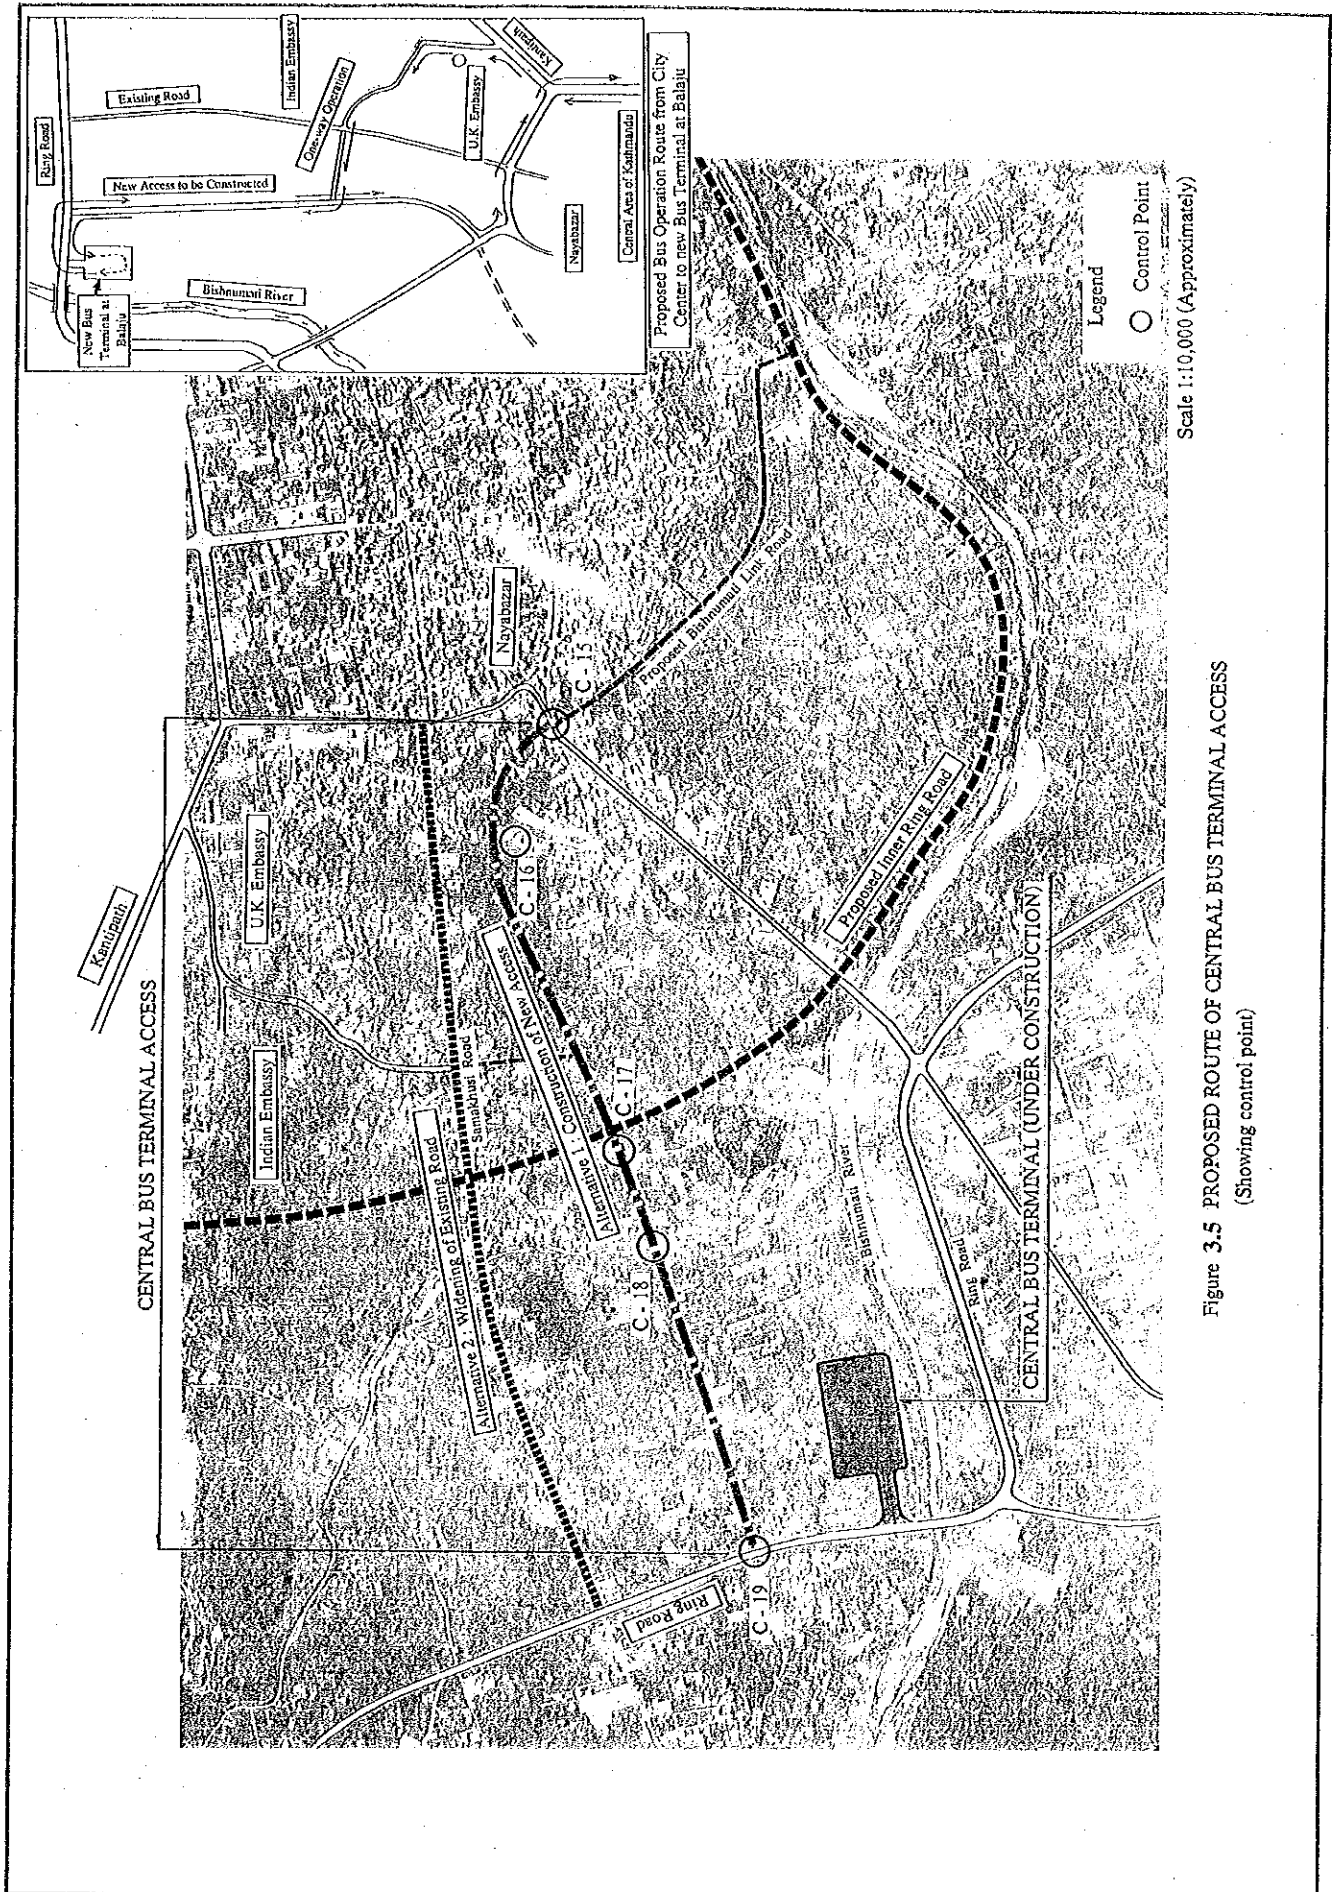 CENTRAL BUS TERMINAL ACCESS
Kantipath
U.K. Embassy
Indian Embassy
Nayabazar
C - 15
C - 16
C - 17
C - 18
C - 19
Alternative 2 : Widening of Existing Road
Samakhusi Road
Alternative 1 : Construction of New Access
Proposed Bishnumati Link Road
Proposed Inner Ring Road
Bishnumati River
Ring Road
Ring Road
CENTRAL BUS TERMINAL (UNDER CONSTRUCTION)
Ring Road
Existing Road
Indian Embassy
New Access to be Constructed
One-way Operation
U.K. Embassy
Kantipath
New Bus
Terminal at
Balaju
Bishnumati River
Nayabazar
Central Area of Kathmandu
Proposed Bus Operation Route from City
Center to new Bus Terminal at Balaju
Legend
Control Point
Scale 1:10,000 (Approximately)
Figure 3.5 PROPOSED ROUTE OF CENTRAL BUS TERMINAL ACCESS
(Showing control point)